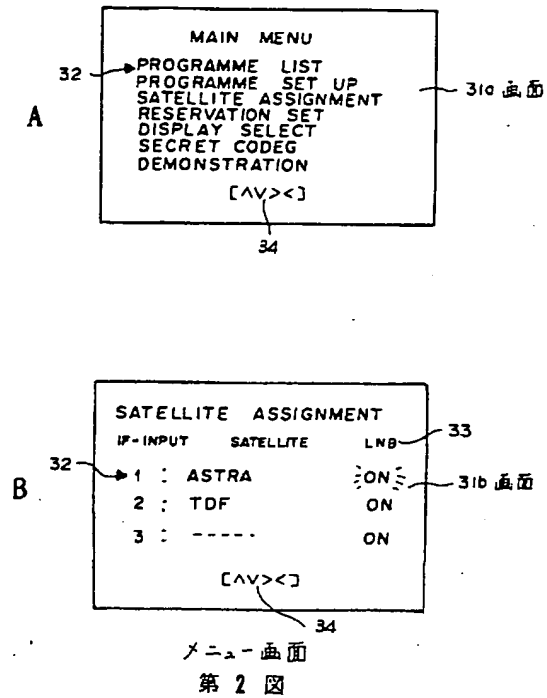 MAIN MENU
32
PROGRAMME LIST
PROGRAMME SET UP
SATELLITE ASSIGNMENT
RESERVATION SET
DISPLAY SELECT
SECRET CODEG
DEMONSTRATION
[∧∨><]
31a 画面
A
34
SATELLITE ASSIGNMENT
IF-INPUT SATELLITE LNB
33
32
1 : ASTRA ON
2 : TDF ON
3 : ----- ON
[∧∨><]
31b 画面
B
34
メニュー画面
第2図